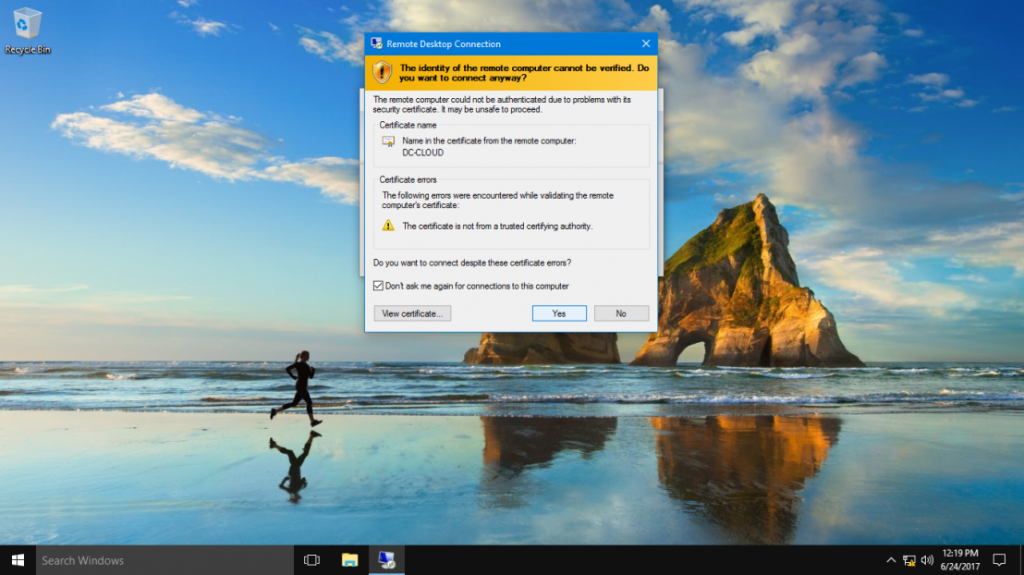 Recycle Bin
Remote Desktop Connection
The identity of the remote computer cannot be verified. Do
you want to connect anyway?
The remote computer could not be authenticated due to problems with its
security certificate. It may be unsafe to proceed.
Certificate name
Name in the certificate from the remote computer:
DC-CLOUD
Certificate errors
The following errors were encountered while validating the remote
computer's certificate:
The certificate is not from a trusted certifying authority.
Do you want to connect despite these certificate errors?
Don't ask me again for connections to this computer
View certificate...
Yes
No
Search Windows
12:19 PM
6/24/2017